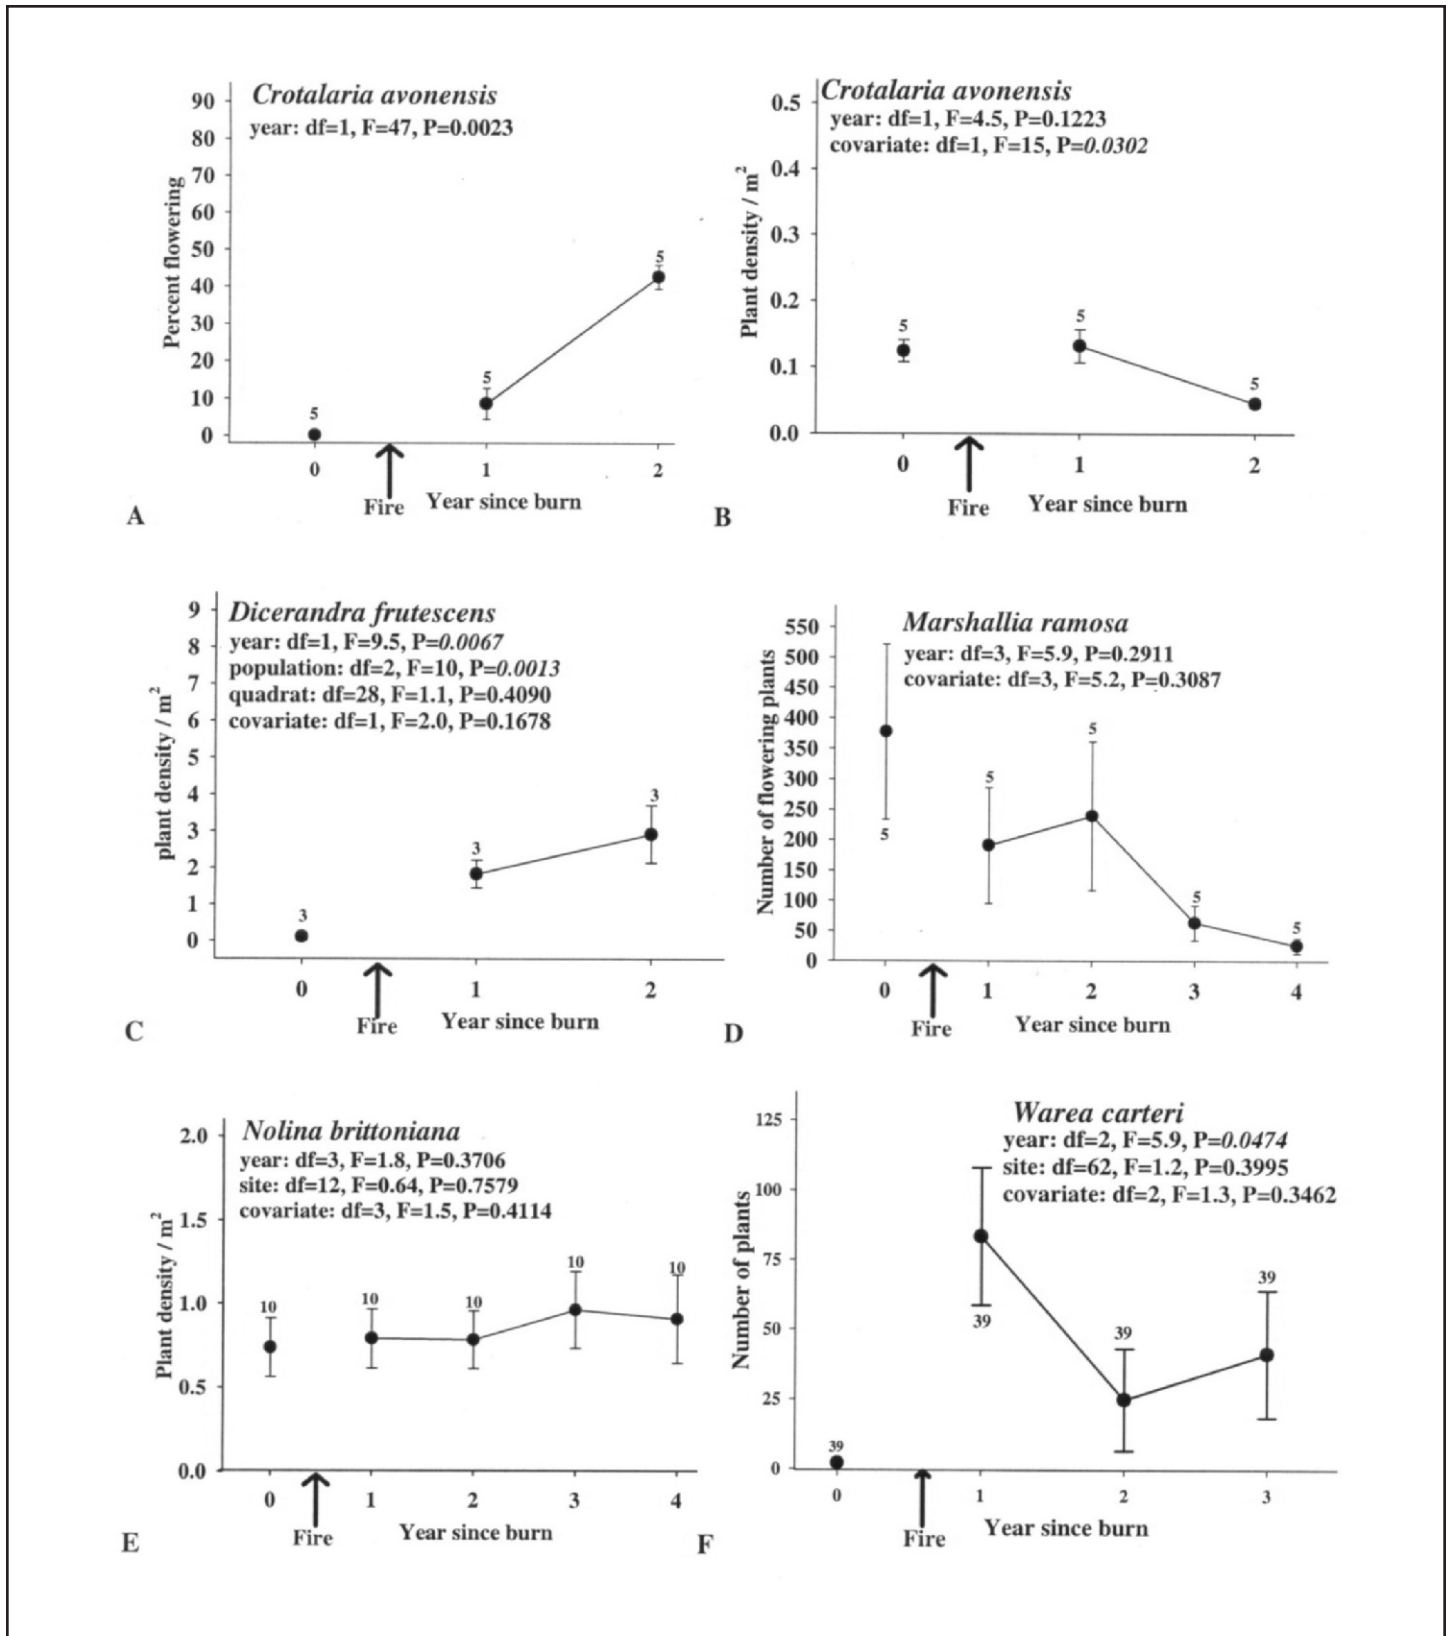 Crotalaria avonensis
year: df=1, F=47, P=0.0023
90
80
70
60
50
40
30
20
10
0
Percent flowering
5
5
5
0
1
2
Fire
Year since burn
A
Crotalaria avonensis
year: df=1, F=4.5, P=0.1223
covariate: df=1, F=15, P=0.0302
0.5
0.4
0.3
0.2
0.1
0.0
Plant density / m²
5
5
5
0
1
2
Fire
Year since burn
B
Dicerandra frutescens
year: df=1, F=9.5, P=0.0067
population: df=2, F=10, P=0.0013
quadrat: df=28, F=1.1, P=0.4090
covariate: df=1, F=2.0, P=0.1678
9
8
7
6
5
4
3
2
1
0
plant density / m²
3
3
3
0
1
2
Fire
Year since burn
C
Marshallia ramosa
year: df=3, F=5.9, P=0.2911
covariate: df=3, F=5.2, P=0.3087
550
500
450
400
350
300
250
200
150
100
50
0
Number of flowering plants
5
5
5
5
5
0
1
2
3
4
Fire
Year since burn
D
Nolina brittoniana
year: df=3, F=1.8, P=0.3706
site: df=12, F=0.64, P=0.7579
covariate: df=3, F=1.5, P=0.4114
2.0
1.5
1.0
0.5
0.0
Plant density / m²
10
10
10
10
10
0
1
2
3
4
Fire
Year since burn
E
Warea carteri
year: df=2, F=5.9, P=0.0474
site: df=62, F=1.2, P=0.3995
covariate: df=2, F=1.3, P=0.3462
125
100
75
50
25
0
Number of plants
39
39
39
39
0
1
2
3
Fire
Year since burn
F